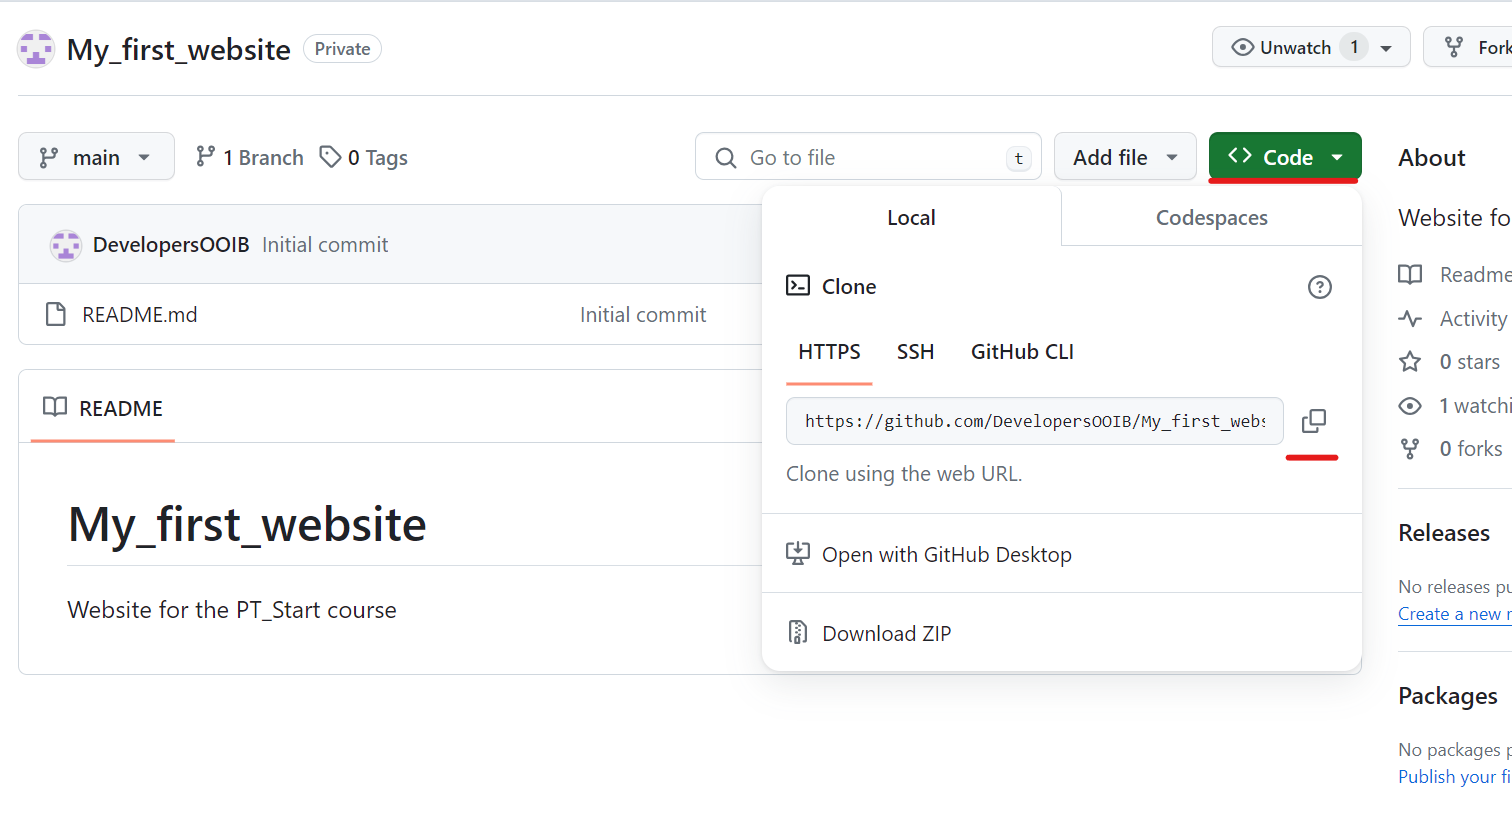 My_first_website Private
Unwatch 1
Fork
main
1 Branch
0 Tags
Go to file t
Add file
Code
About
Local
Codespaces
Website fo
DevelopersOOIB Initial commit
Clone
Readme
README.md Initial commit
Activity
HTTPS SSH GitHub CLI
0 stars
README
https://github.com/DevelopersOOIB/My_first_webs
1 watchi
Clone using the web URL.
0 forks
My_first_website
Releases
Open with GitHub Desktop
No releases pu
Website for the PT_Start course
Create a new r
Download ZIP
Packages
No packages p
Publish your fi